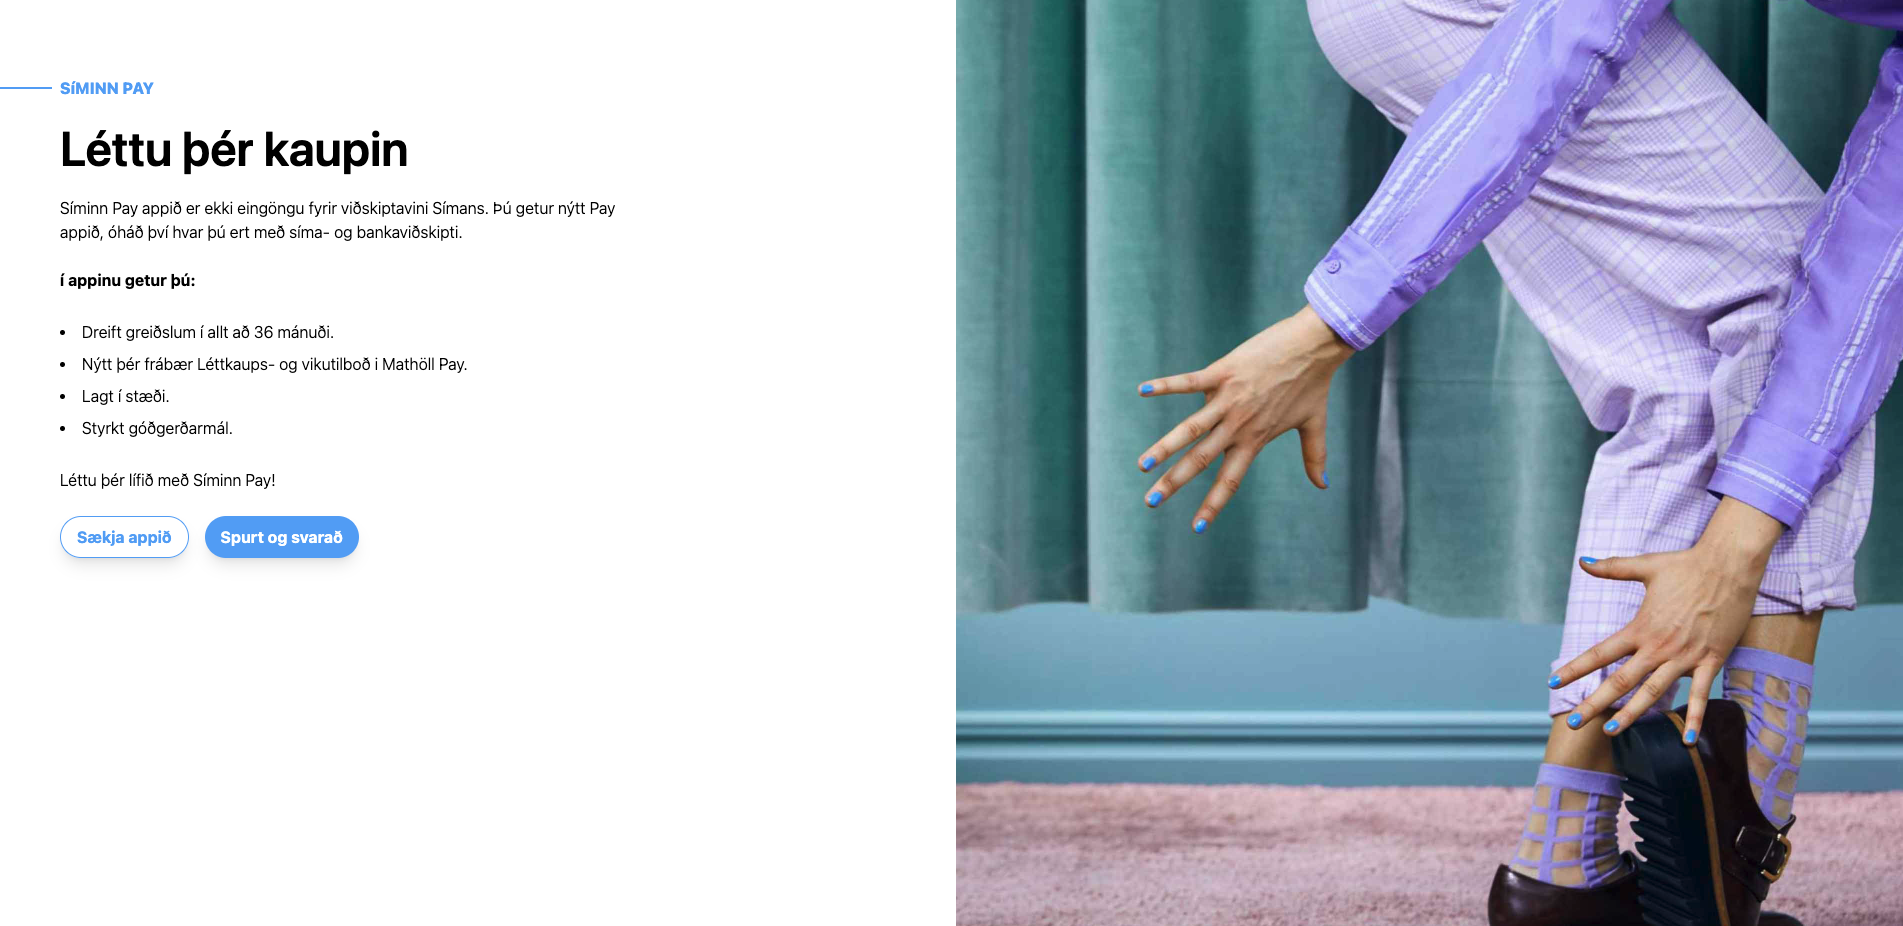 SíMINN PAY
Léttu þér kaupin
Síminn Pay appið er ekki eingöngu fyrir viðskiptavini Símans. Þú getur nýtt Pay
appið, óháð því hvar þú ert með síma- og bankaviðskipti.
í appinu getur þú:
• Dreift greiðslum í allt að 36 mánuði.
• Nýtt þér frábær Léttkaups- og vikutilboð i Mathöll Pay.
• Lagt í stæði.
• Styrkt góðgerðarmál.
Léttu þér lífið með Síminn Pay!
Sækja appið Spurt og svarað